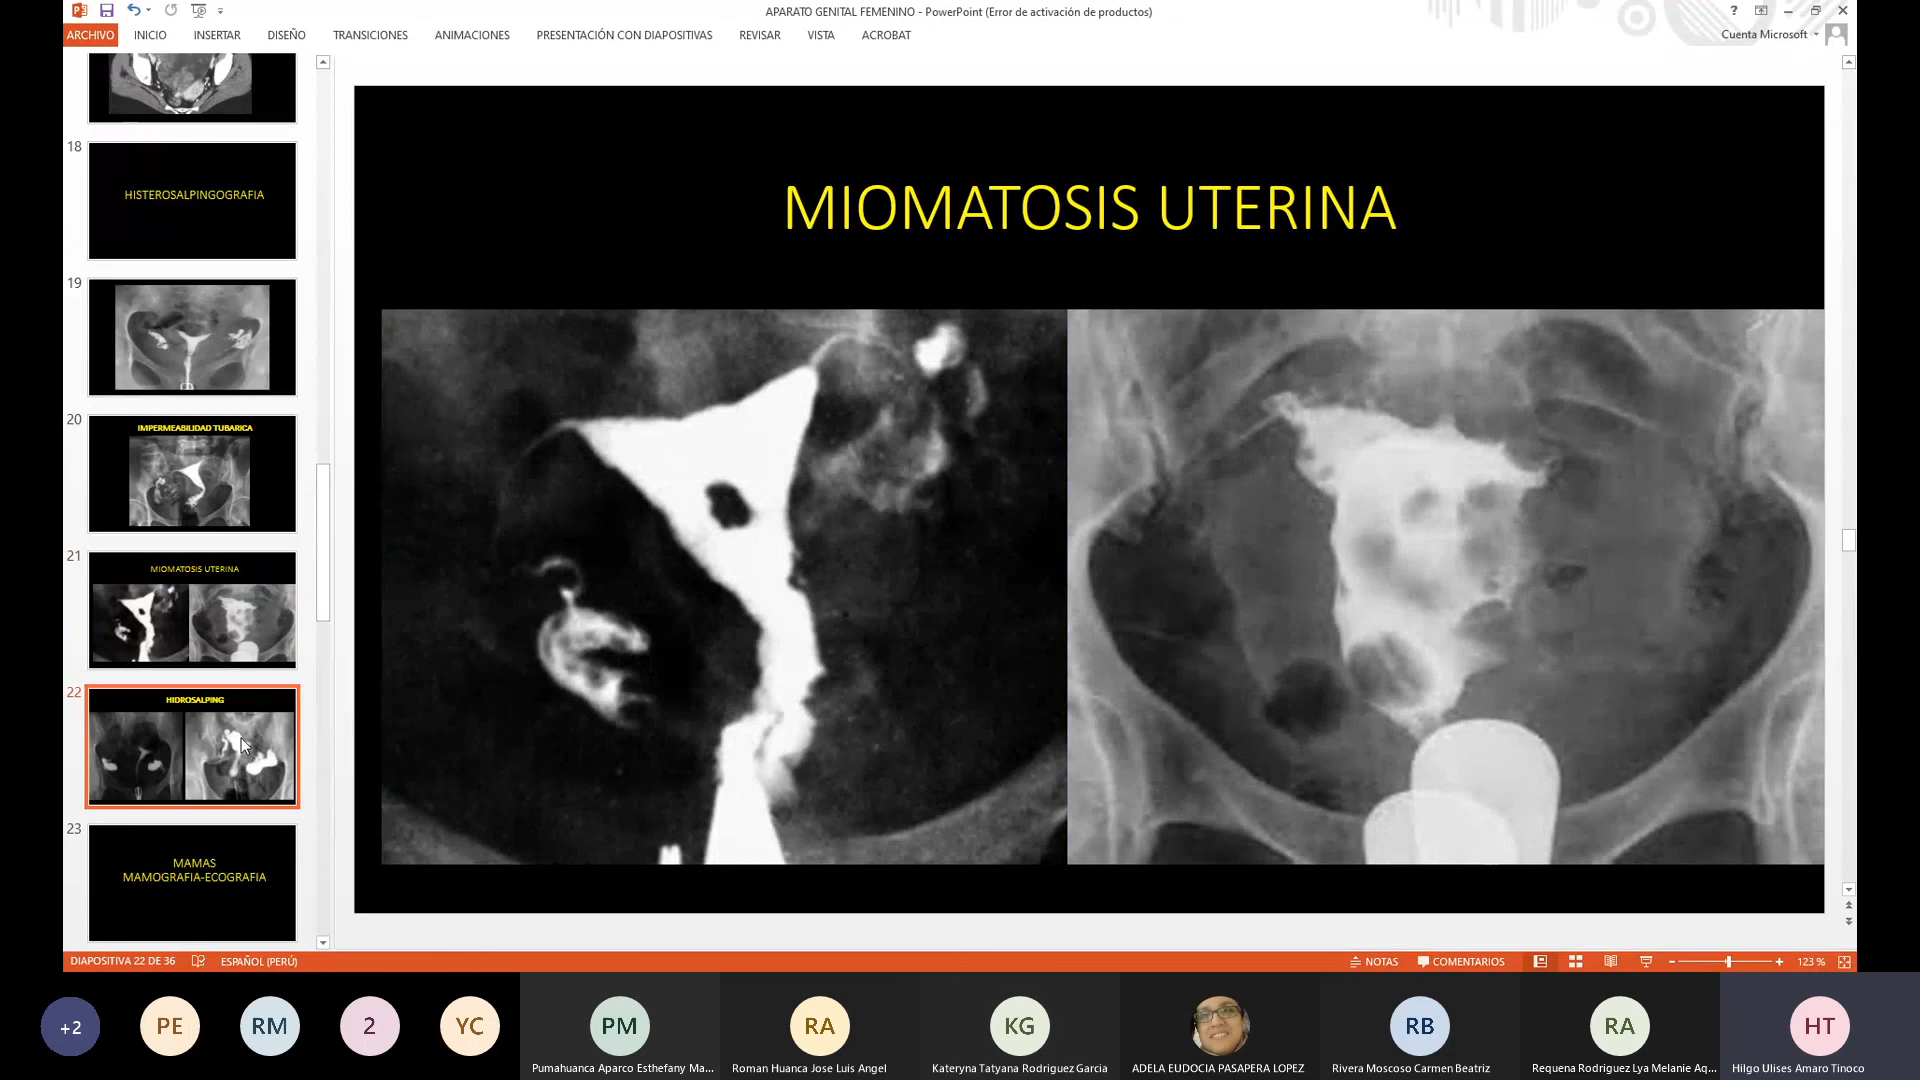 APARATO GENITAL FEMENINO - PowerPoint (Error de activación de productos)
?
ARCHIVO INICIO INSERTAR DISEÑO TRANSICIONES ANIMACIONES PRESENTACIÓN CON DIAPOSITIVAS REVISAR VISTA ACROBAT
Cuenta Microsoft
18
HISTEROSALPINGOGRAFIA
19
20
IMPERMEABILIDAD TUBARICA
21
MIOMATOSIS UTERINA
22
HIDROSALPING
23
MAMAS
MAMOGRAFIA-ECOGRAFIA
MIOMATOSIS UTERINA
DIAPOSITIVA 22 DE 36 ESPAÑOL (PERÚ)
NOTAS COMENTARIOS 123 %
+2 PE RM 2 YC PM RA KG RB RA HT
Pumahuanca Aparco Esthefany Ma... Roman Huanca Jose Luis Angel Kateryna Tatyana Rodriguez Garcia ADELA EUDOCIA PASAPERA LOPEZ Rivera Moscoso Carmen Beatriz Requena Rodriguez Lya Melanie Aq... Hilgo Ulises Amaro Tinoco